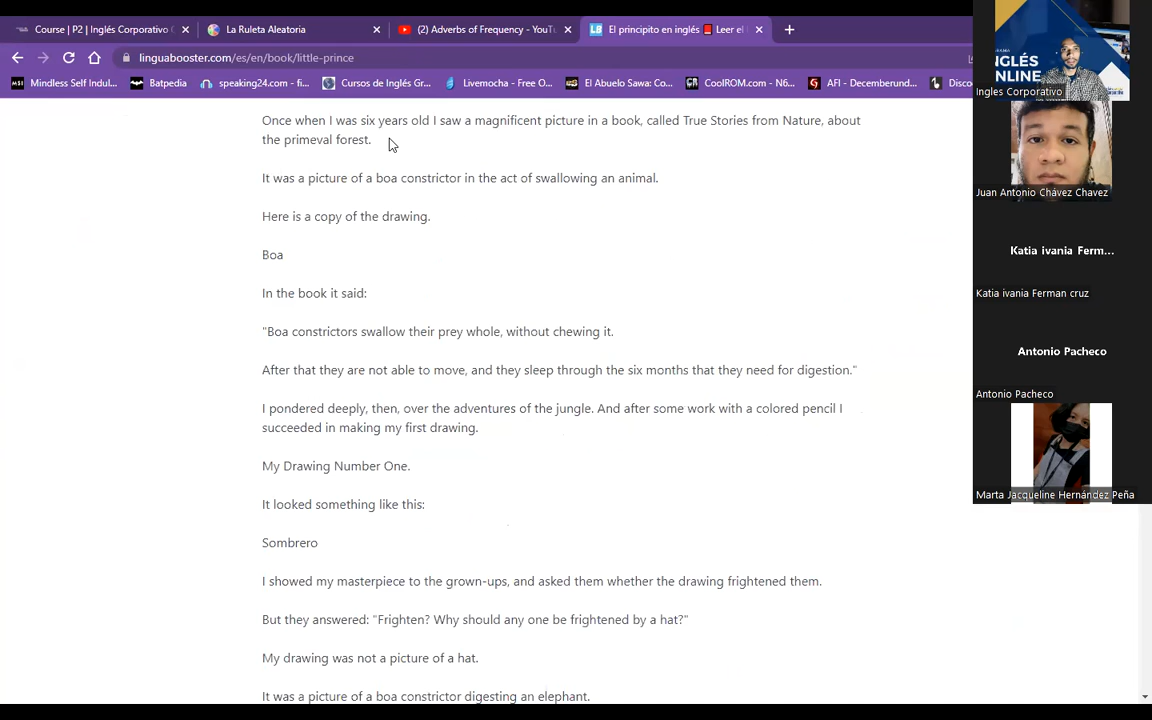 Course | P2 | Inglés Corporativo
La Ruleta Aleatoria
(2) Adverbs of Frequency - YouT
El principito en inglés Leer el
linguabooster.com/es/en/book/little-prince
Mindless Self Indul...
Batpedia
speaking24.com - fi...
Cursos de Inglés Gr...
Livemocha - Free O...
El Abuelo Sawa: Co...
CoolROM.com - N6...
AFI - Decemberund...
Disco
Once when I was six years old I saw a magnificent picture in a book, called True Stories from Nature, about
the primeval forest.
It was a picture of a boa constrictor in the act of swallowing an animal.
Here is a copy of the drawing.
Boa
In the book it said:
"Boa constrictors swallow their prey whole, without chewing it.
After that they are not able to move, and they sleep through the six months that they need for digestion."
I pondered deeply, then, over the adventures of the jungle. And after some work with a colored pencil I
succeeded in making my first drawing.
My Drawing Number One.
It looked something like this:
Sombrero
I showed my masterpiece to the grown-ups, and asked them whether the drawing frightened them.
But they answered: "Frighten? Why should any one be frightened by a hat?"
My drawing was not a picture of a hat.
It was a picture of a boa constrictor digesting an elephant.
NGLÉS
NLINE
Ingles Corporativo
Juan Antonio Chávez Chavez
Katia ivania Ferm...
Katia ivania Ferman cruz
Antonio Pacheco
Antonio Pacheco
Marta Jacqueline Hernández Peña